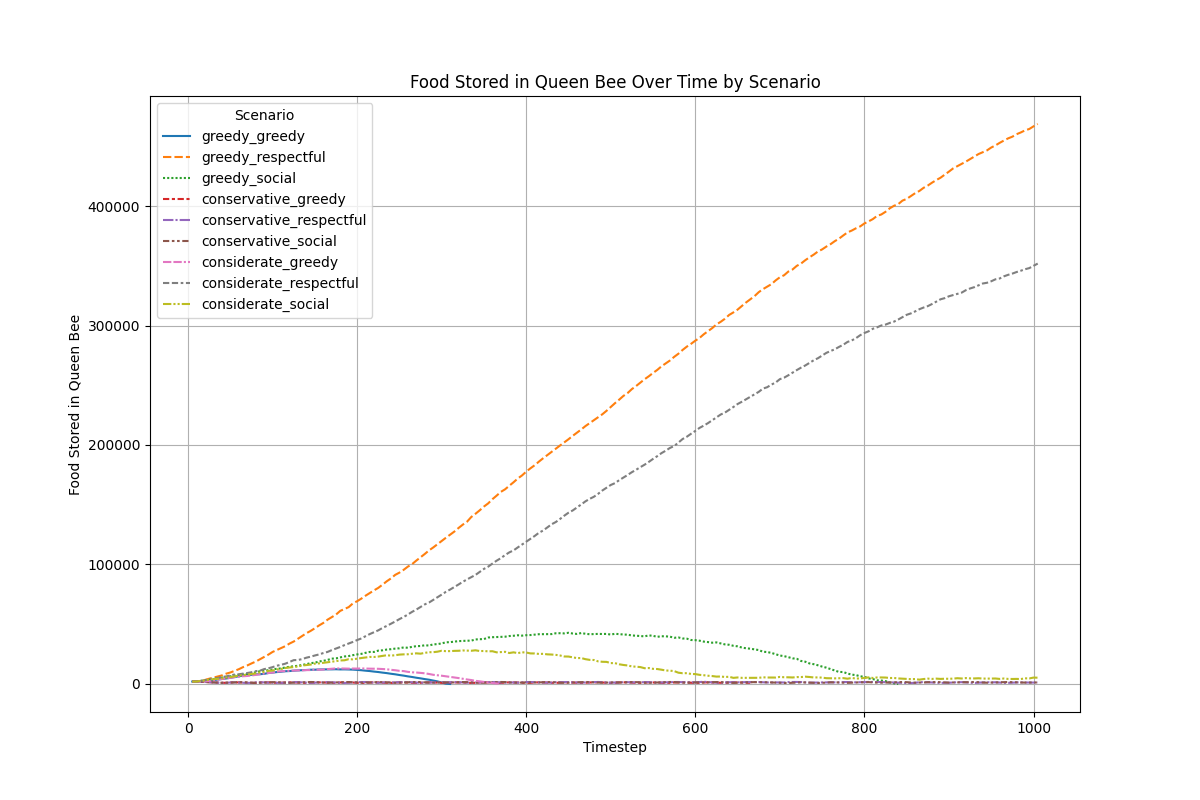 Food Stored in Queen Bee Over Time by Scenario
Scenario
greedy_greedy
greedy_respectful
greedy_social
conservative_greedy
conservative_respectful
conservative_social
considerate_greedy
considerate_respectful
considerate_social
Food Stored in Queen Bee
400000
300000
200000
100000
0
0 200 400 600 800 1000
Timestep